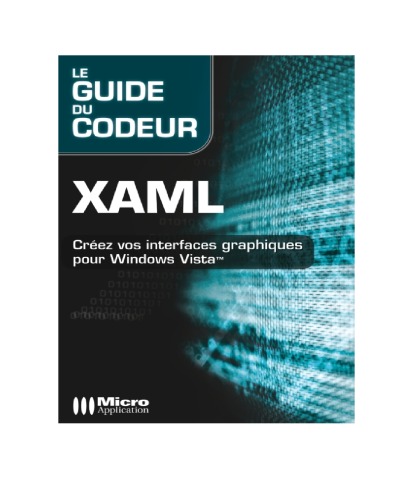 LE
GUIDE
DU
CODEUR
XAML
Créez vos interfaces graphiques
pour Windows Vista™
Micro
Application